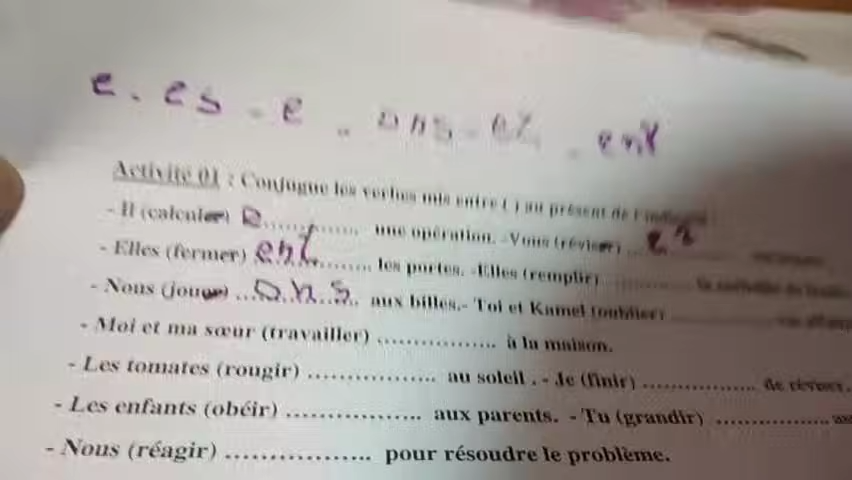 e . es - e - ons - ez - ent
Activité 01 : Conjugue les verbes mis entre ( ) au présent de l'indicatif :
- Il (calculer) e............ une opération. -Vous (réviser) ...ez...
- Elles (fermer) ent............ les portes. -Elles (remplir) ............
- Nous (jouer) ...ons.... aux billes.- Toi et Kamel (oublier) ...............
- Moi et ma sœur (travailler) ................ à la maison.
- Les tomates (rougir) ................. au soleil . - Je (finir) ............... de réviser.
- Les enfants (obéir) ................. aux parents. - Tu (grandir) ...............
- Nous (réagir) .................. pour résoudre le problème.